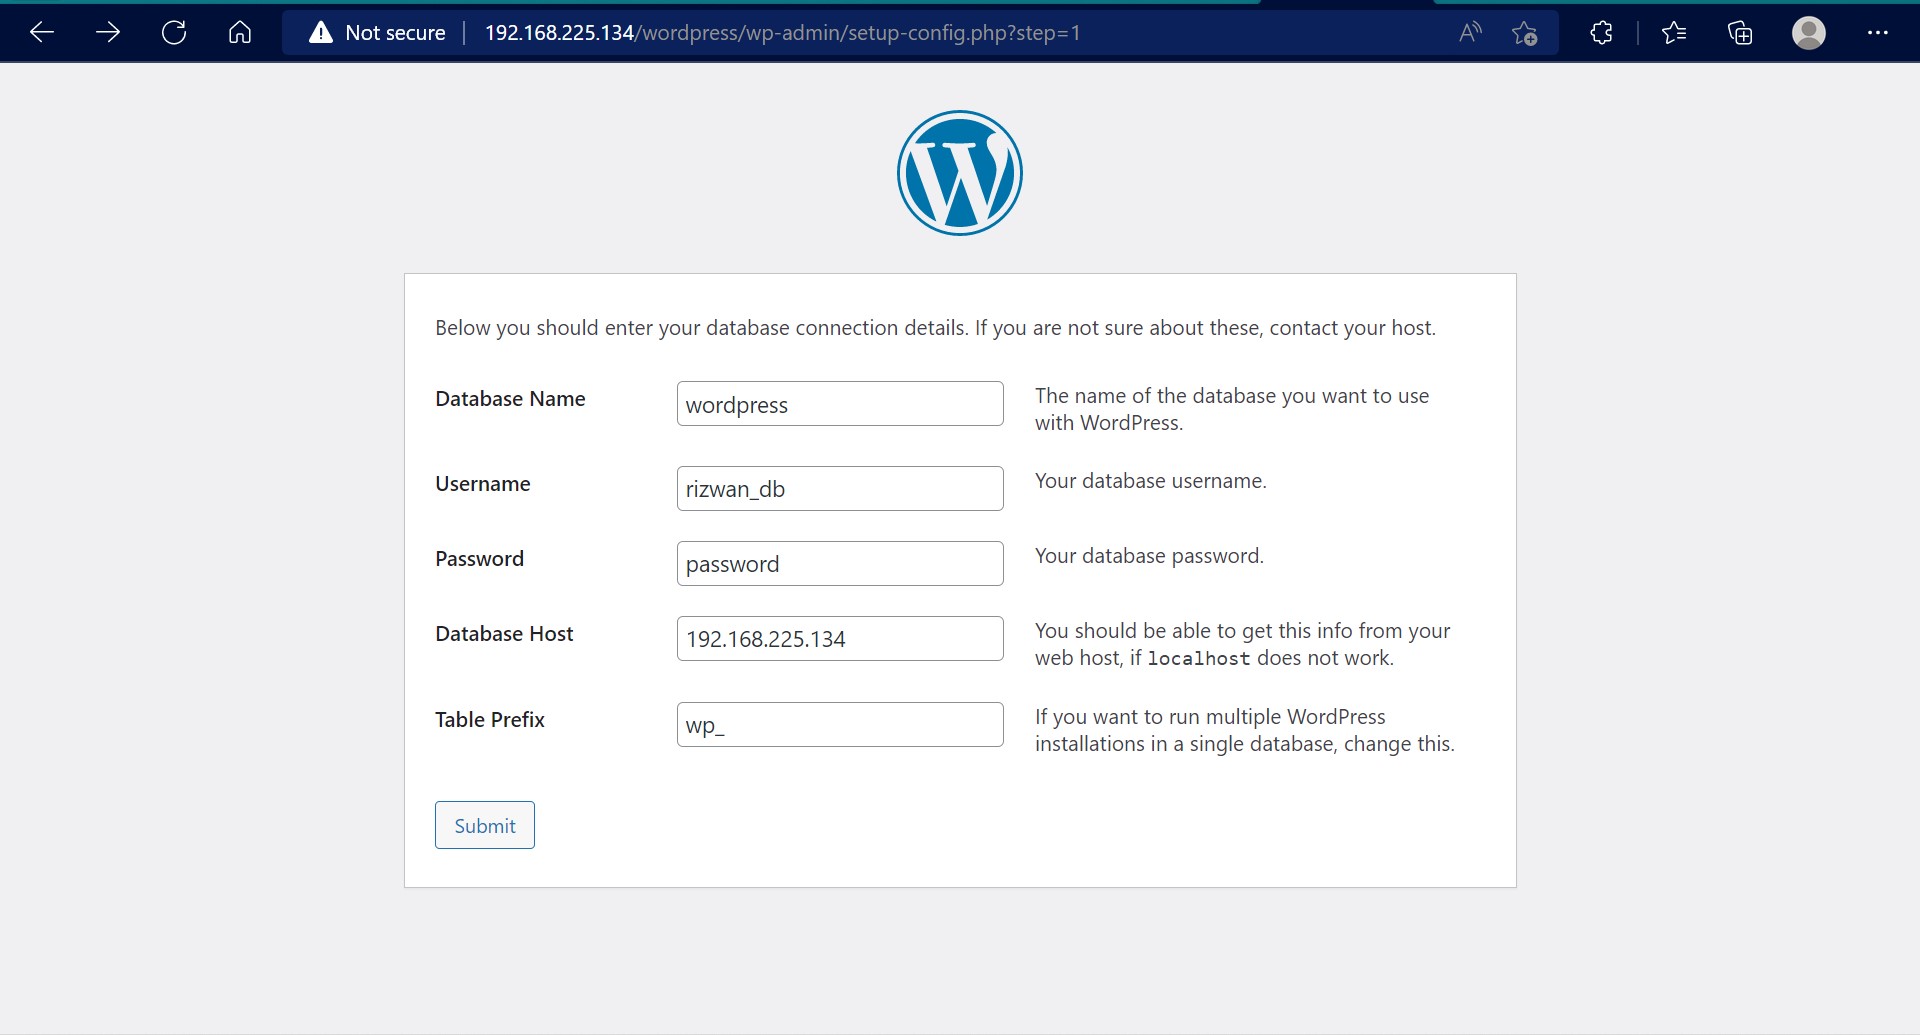 Not secure 192.168.225.134/wordpress/wp-admin/setup-config.php?step=1
Below you should enter your database connection details. If you are not sure about these, contact your host.
Database Name
wordpress
The name of the database you want to use
with WordPress.
Username
rizwan_db
Your database username.
Password
password
Your database password.
Database Host
192.168.225.134
You should be able to get this info from your
web host, if localhost does not work.
Table Prefix
wp_
If you want to run multiple WordPress
installations in a single database, change this.
Submit